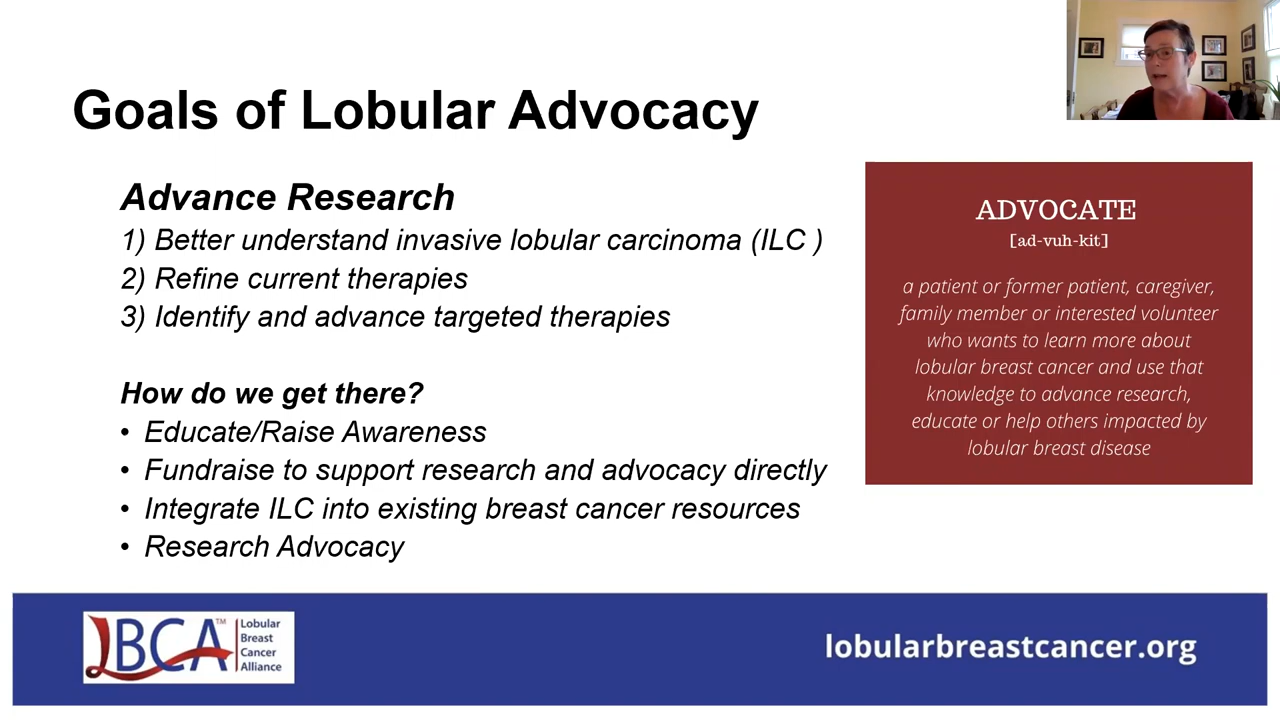 Goals of Lobular Advocacy
Advance Research
1) Better understand invasive lobular carcinoma (ILC )
2) Refine current therapies
3) Identify and advance targeted therapies
How do we get there?
• Educate/Raise Awareness
• Fundraise to support research and advocacy directly
• Integrate ILC into existing breast cancer resources
• Research Advocacy
ADVOCATE
[ad-vuh-kit]
a patient or former patient, caregiver,
family member or interested volunteer
who wants to learn more about
lobular breast cancer and use that
knowledge to advance research,
educate or help others impacted by
lobular breast disease
LBCA™
Lobular
Breast
Cancer
Alliance
lobularbreastcancer.org